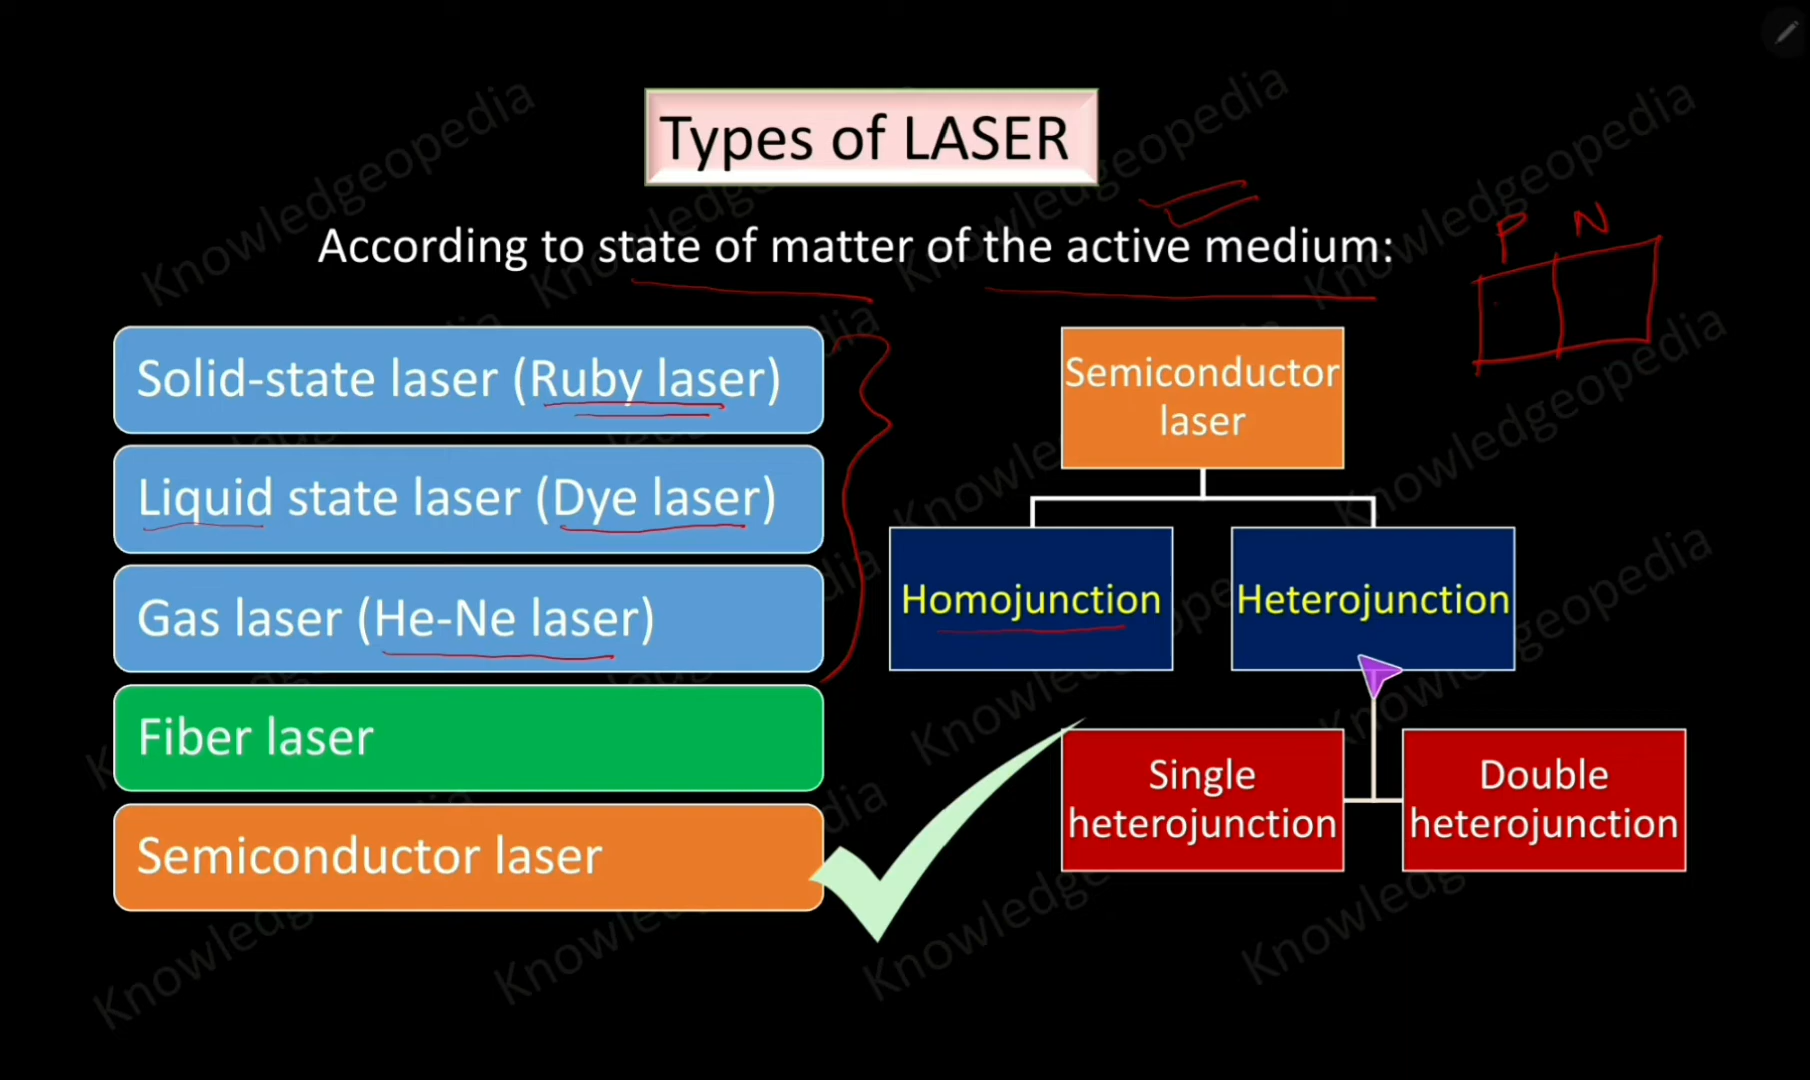 Types of LASER
According to state of matter of the active medium:
P N
Solid-state laser (Ruby laser)
Liquid state laser (Dye laser)
Gas laser (He-Ne laser)
Fiber laser
Semiconductor laser
Semiconductor
laser
Homojunction
Heterojunction
Single
heterojunction
Double
heterojunction
Knowledgeopedia